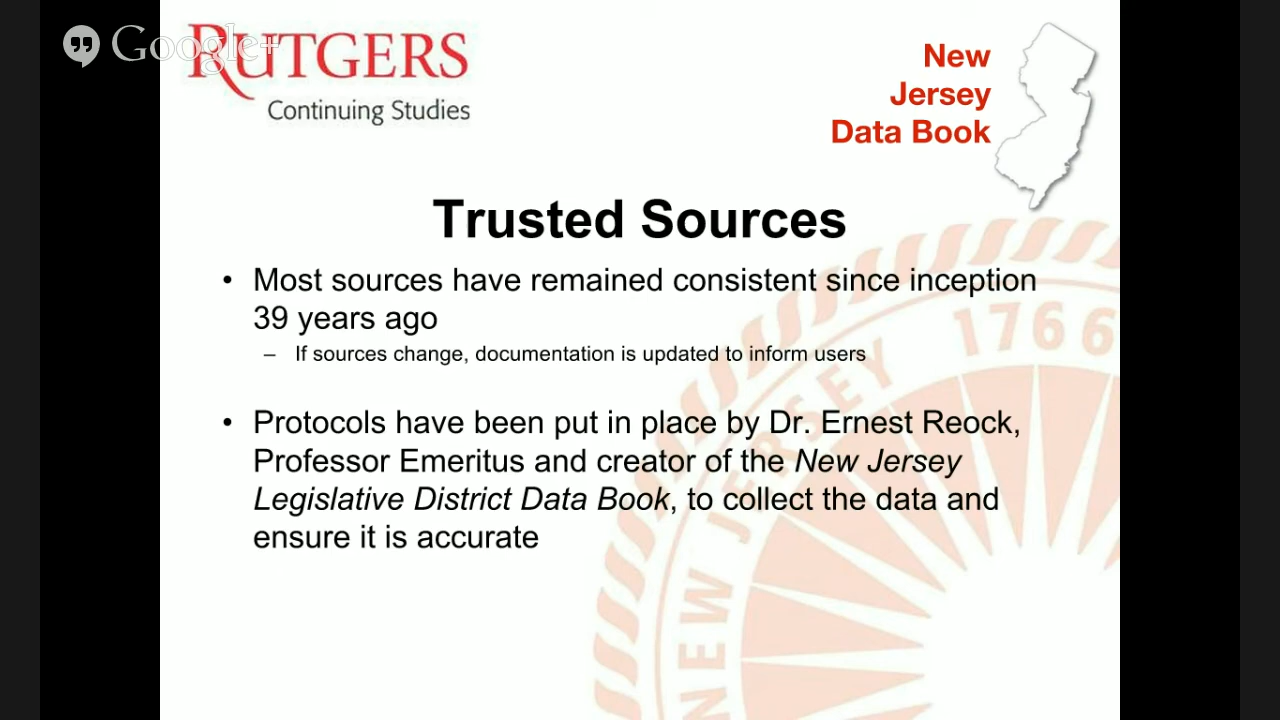 Google+
RUTGERS
Continuing Studies
New
Jersey
Data Book
Trusted Sources
• Most sources have remained consistent since inception
39 years ago
– If sources change, documentation is updated to inform users
• Protocols have been put in place by Dr. Ernest Reock,
Professor Emeritus and creator of the New Jersey
Legislative District Data Book, to collect the data and
ensure it is accurate
NEW JERSEY 1766